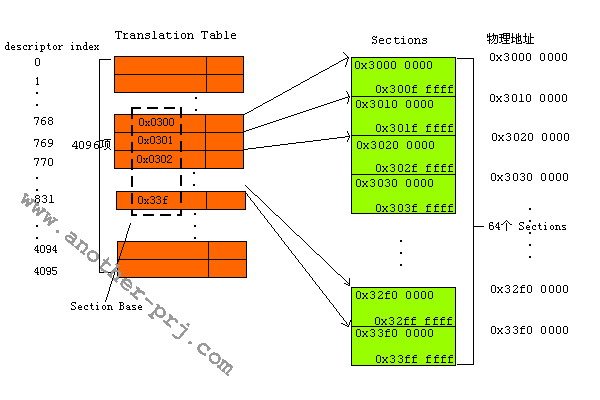 Translation Table
descriptor index
0
1
768
769
770
831
4094
4095
4096项
0x0300
0x0301
0x0302
0x33f
Section Base
Sections
0x3000 0000
0x300f ffff
0x3010 0000
0x301f ffff
0x3020 0000
0x302f ffff
0x3030 0000
0x303f ffff
0x32f0 0000
0x32ff ffff
0x33f0 0000
0x33ff ffff
物理地址
0x3000 0000
0x3010 0000
0x3020 0000
0x3030 0000
64个 Sections
0x32f0 0000
0x33f0 0000
www.another-prj.com